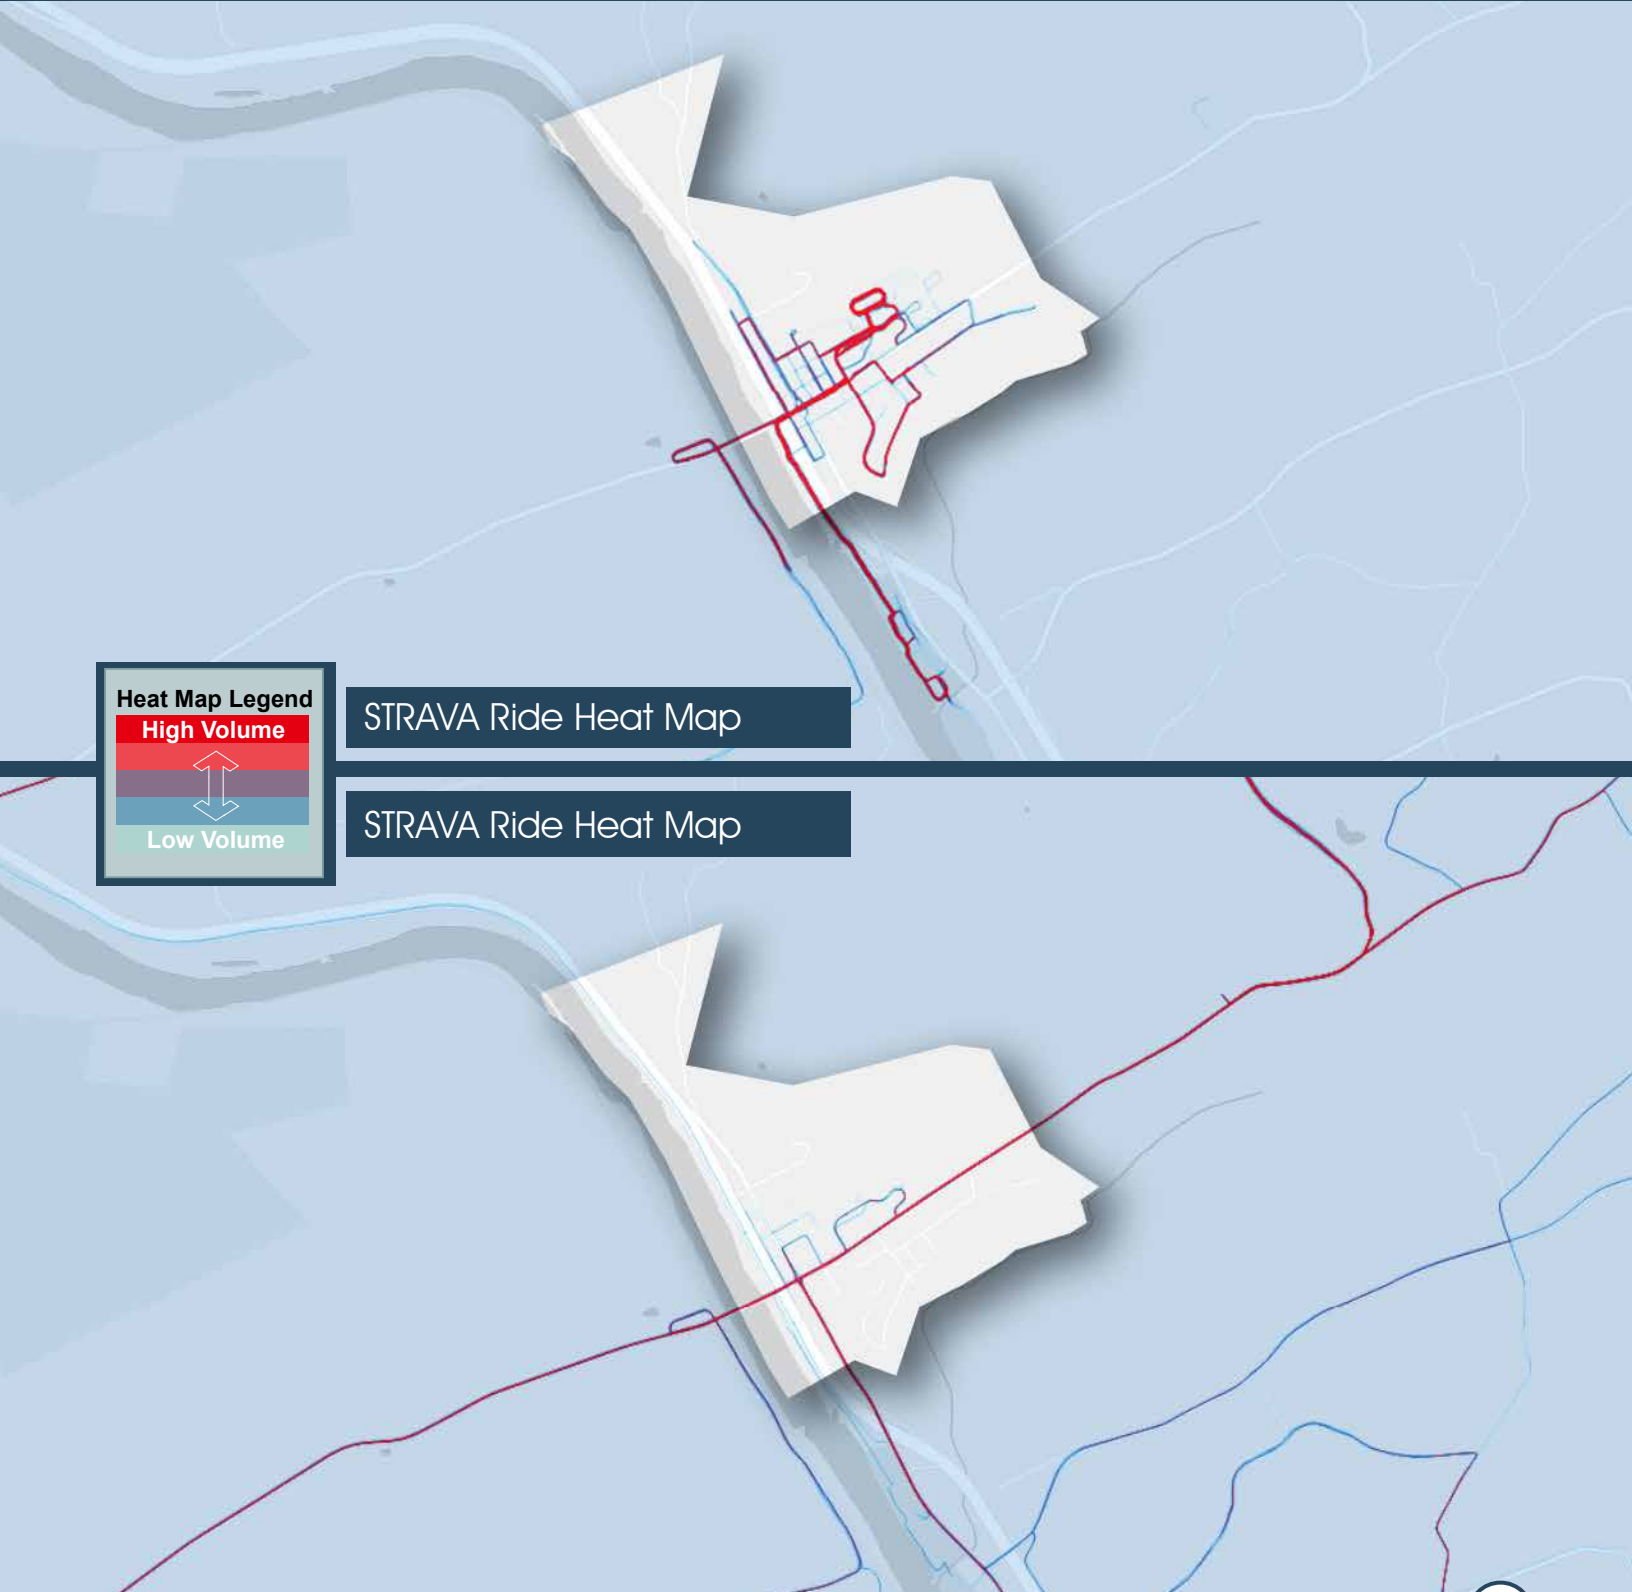 Heat Map Legend
High Volume
Low Volume
STRAVA Ride Heat Map
STRAVA Ride Heat Map